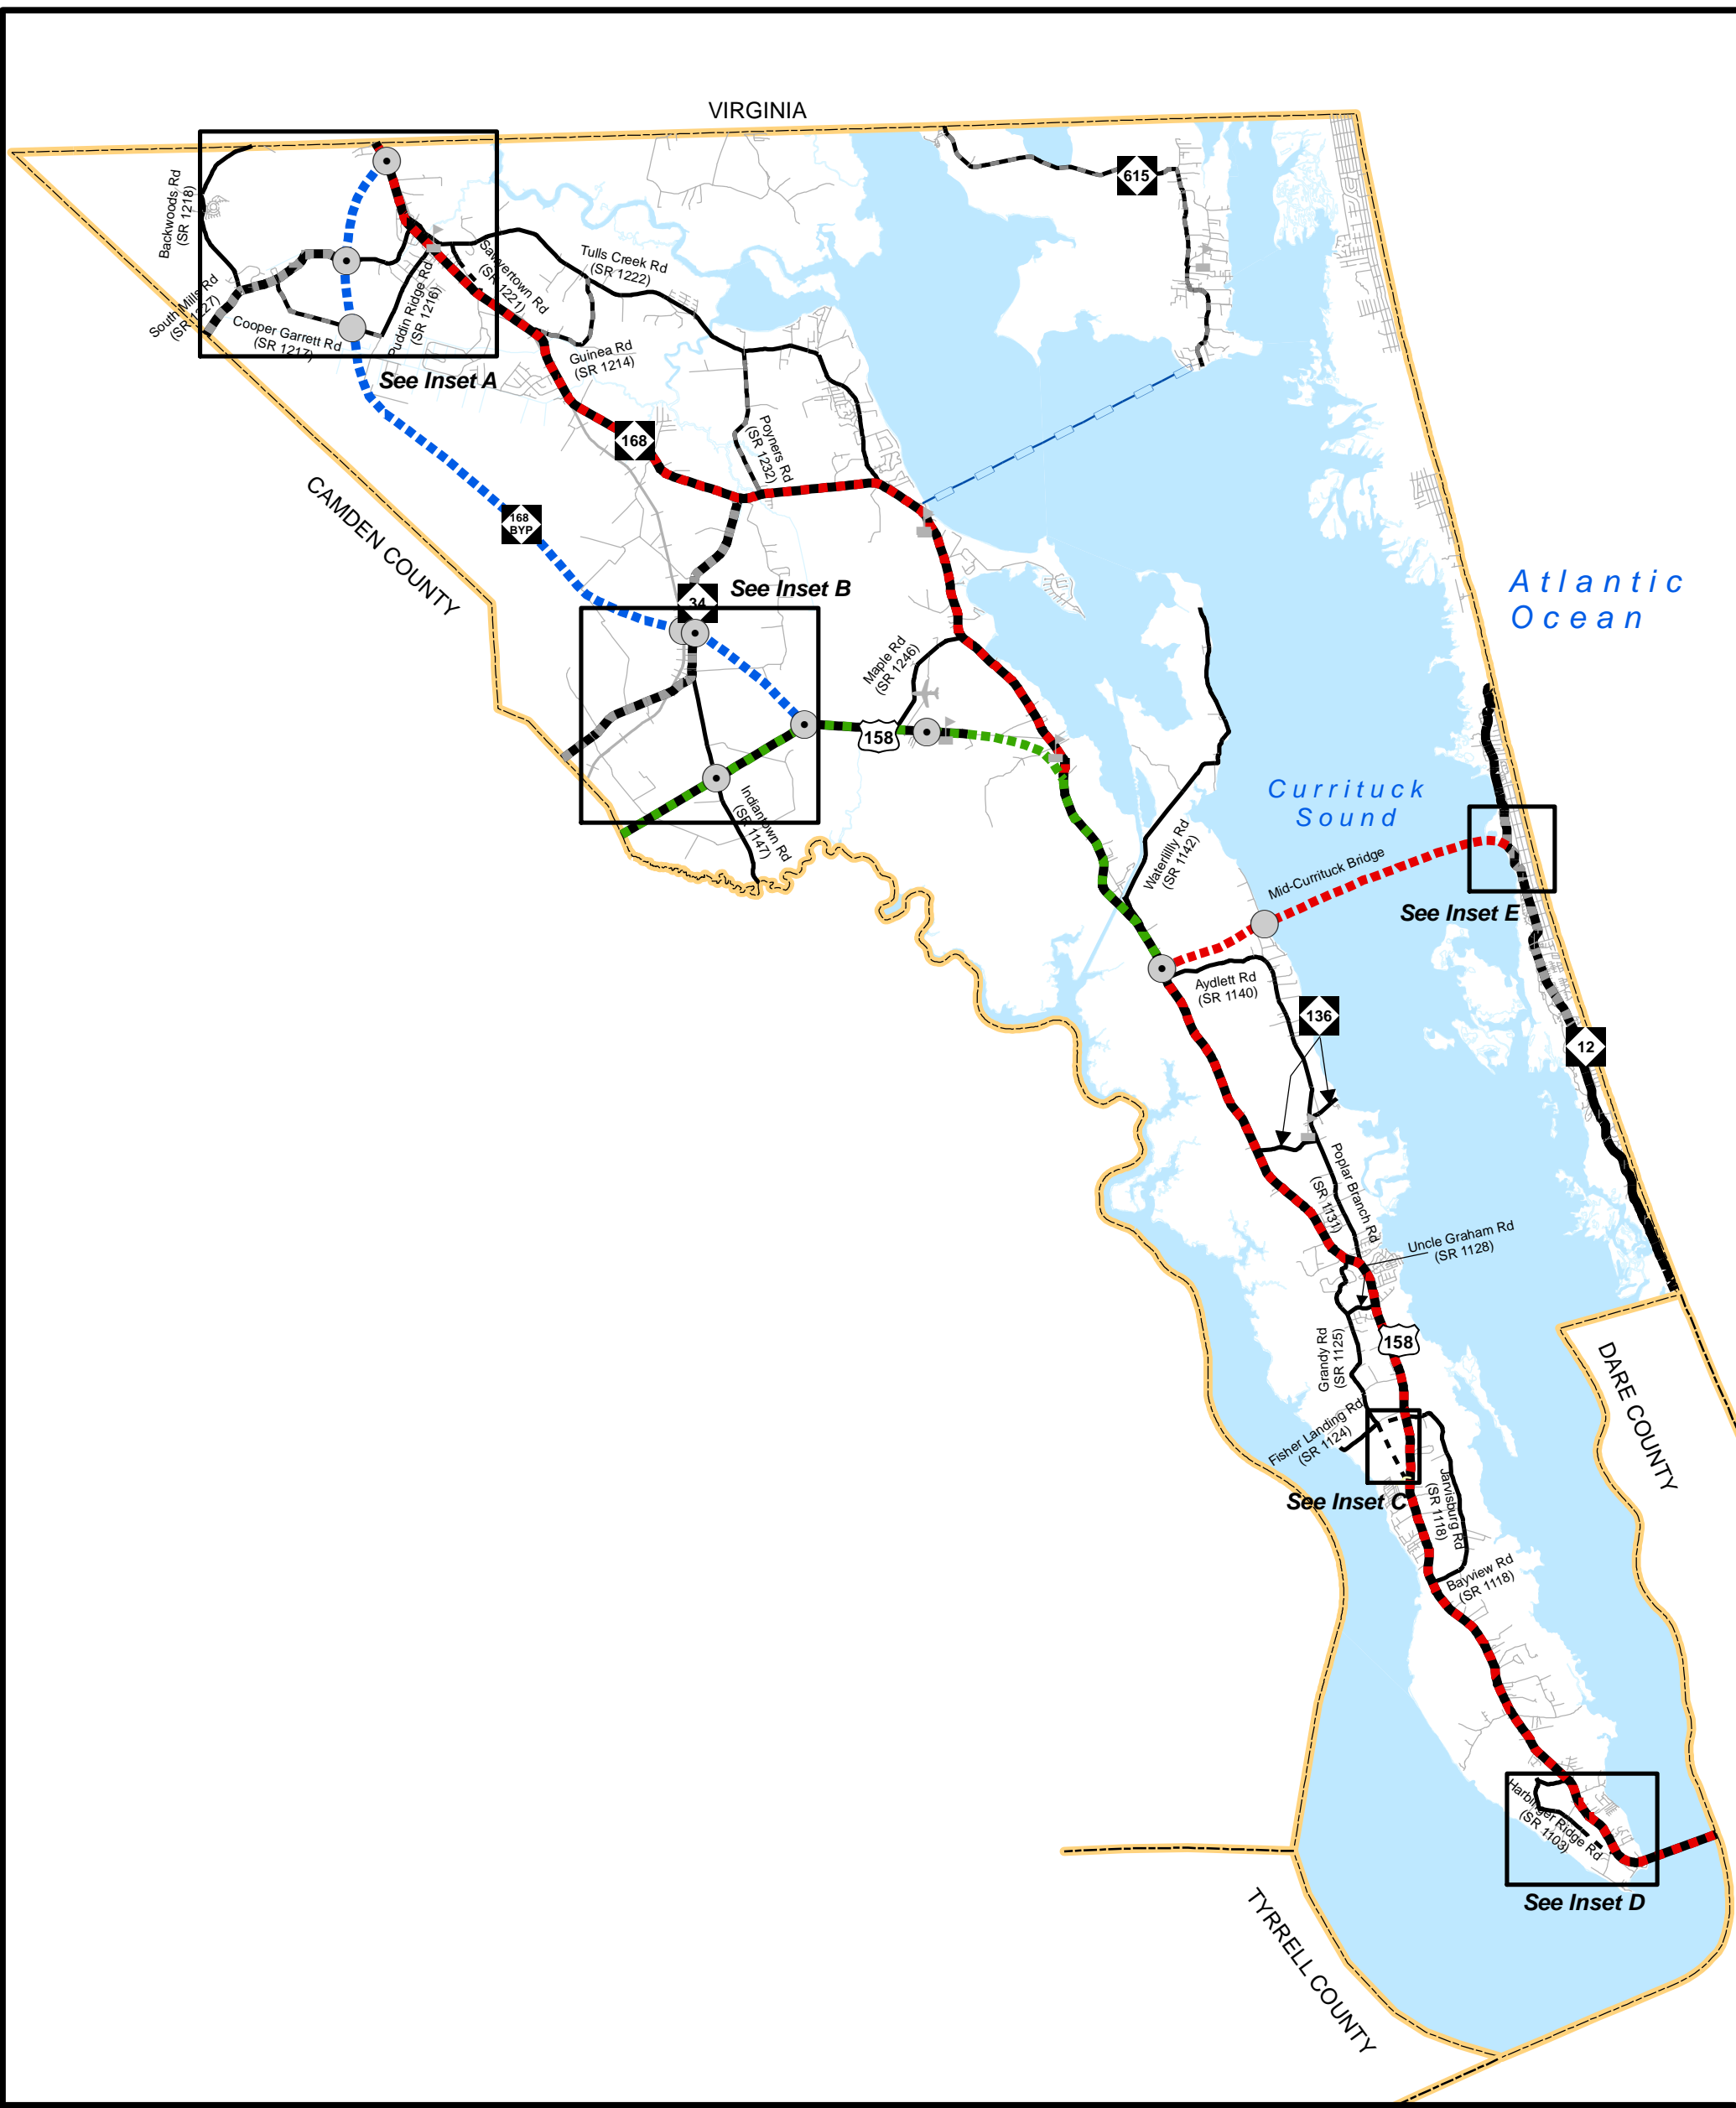 VIRGINIA
615
Backwoods Rd
(SR 1218)
South Mills Rd
(SR 1227)
Cooper Garrett Rd
(SR 1217)
Puddin Ridge Rd
(SR 1216)
Sawyertown Rd
(SR 1221)
Tulls Creek Rd
(SR 1222)
Guinea Rd
(SR 1214)
See Inset A
168
Poyners Rd
(SR 1232)
CAMDEN COUNTY
168
BYP
See Inset B
34
Atlantic
Ocean
Maple Rd
(SR 1246)
158
Indiantown Rd
(SR 1147)
Currituck
Sound
Waterlilly Rd
(SR 1142)
Mid-Currituck Bridge
See Inset E
Aydlett Rd
(SR 1140)
136
12
Poplar Branch Rd
(SR 1131)
Uncle Graham Rd
(SR 1128)
Grandy Rd
(SR 1125)
158
DARE COUNTY
Fisher Landing Rd
(SR 1124)
See Inset C
Jarvisburg Rd
(SR 1118)
Bayview Rd
(SR 1118)
Harbinger Ridge Rd
(SR 1103)
See Inset D
TYRRELL COUNTY